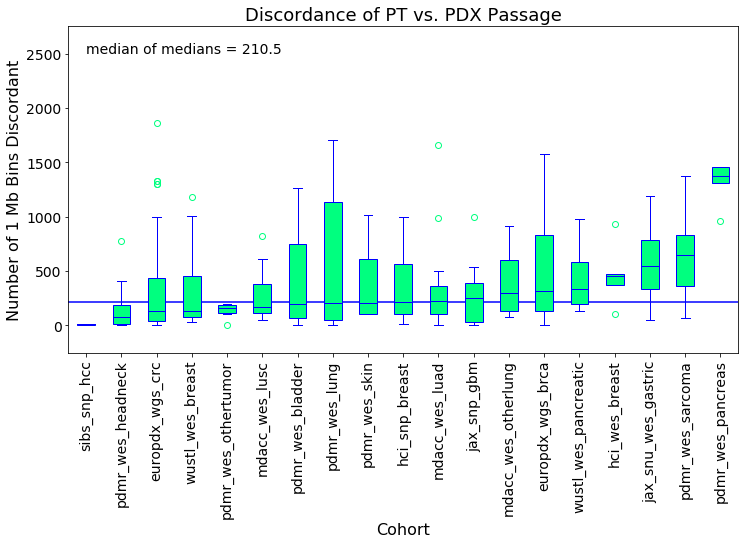 Discordance of PT vs. PDX Passage
median of medians = 210.5
Number of 1 Mb Bins Discordant
2500
2000
1500
1000
500
0
sibs_snp_hcc
pdmr_wes_headneck
europdx_wgs_crc
wustl_wes_breast
pdmr_wes_othertumor
mdacc_wes_lusc
pdmr_wes_bladder
pdmr_wes_lung
pdmr_wes_skin
hci_snp_breast
mdacc_wes_luad
jax_snp_gbm
mdacc_wes_otherlung
europdx_wgs_brca
wustl_wes_pancreatic
hci_wes_breast
jax_snu_wes_gastric
pdmr_wes_sarcoma
pdmr_wes_pancreas
Cohort